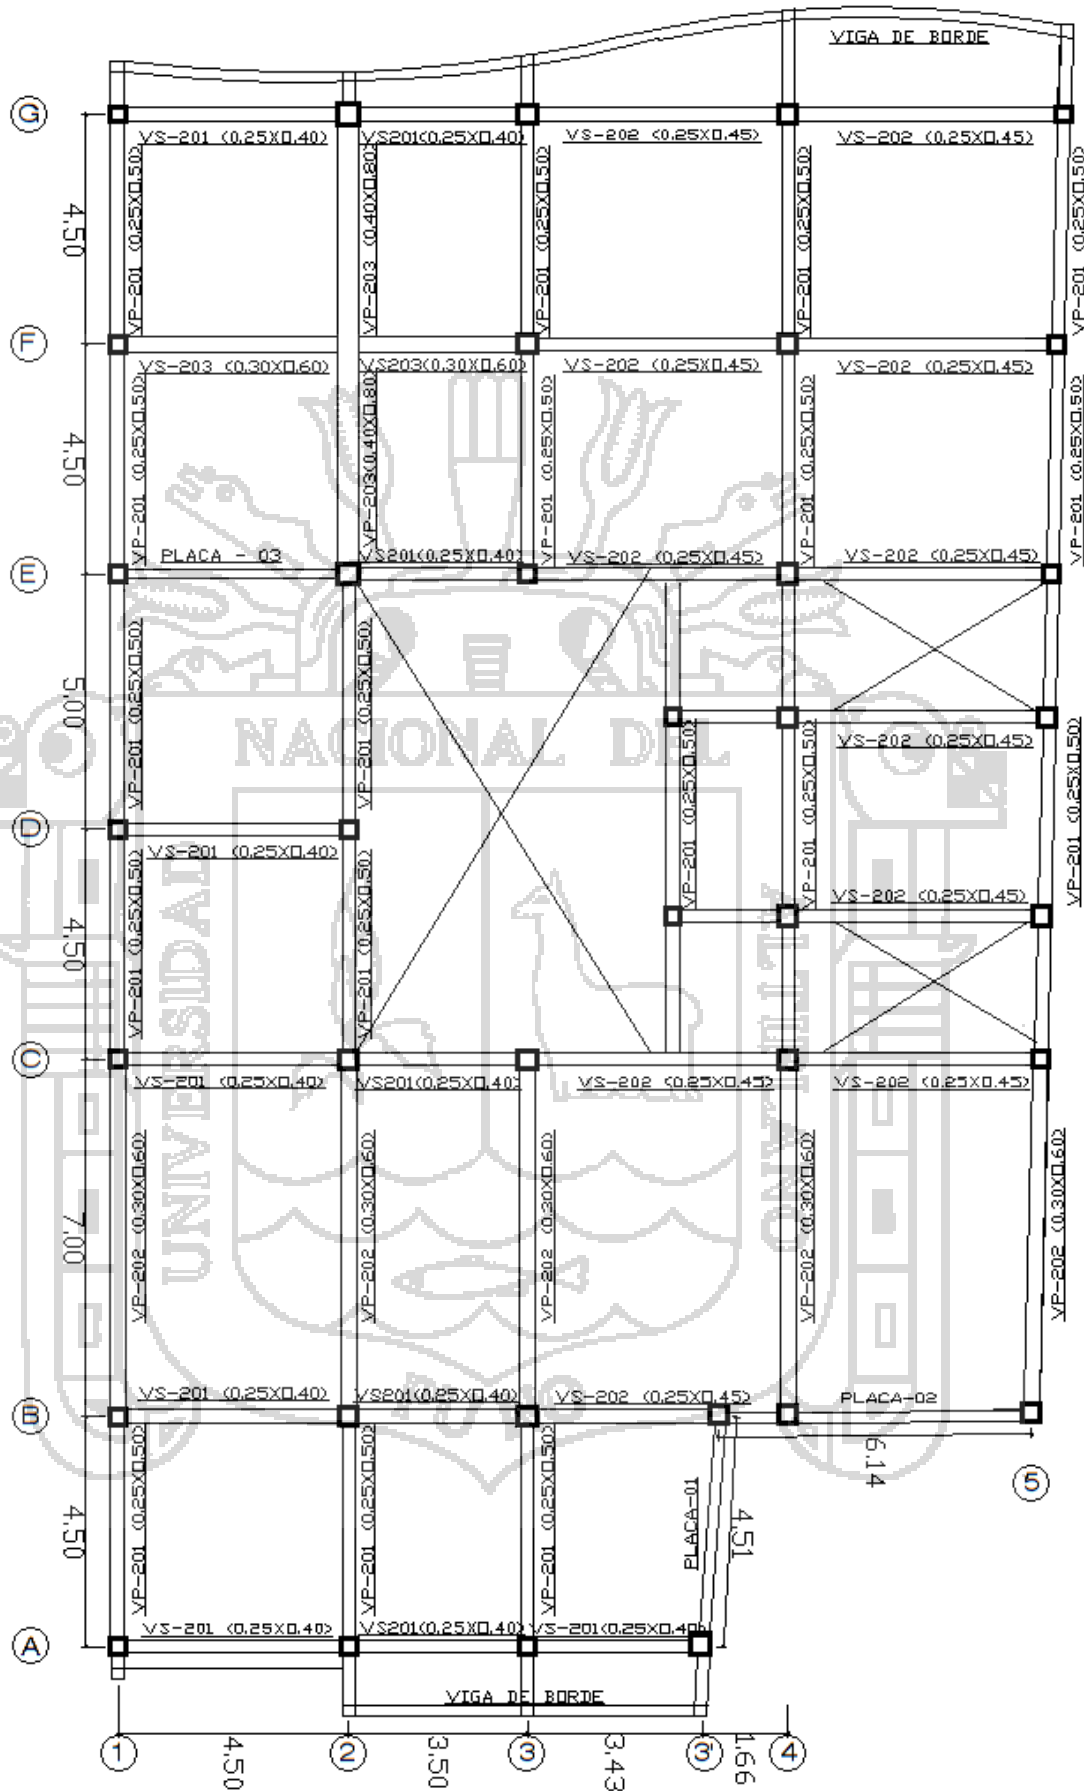 VIGA DE BORDE
G
VS-201 (0.25X0.40)
VS201(0.25X0.40)
VS-202 (0.25X0.45)
VS-202 (0.25X0.45)
4.50
VP-201 (0.25X0.50)
VP-203 (0.40X0.80)
VP-201 (0.25X0.50)
VP-201 (0.25X0.50)
VP-201 (0.25X0.50)
F
VS-203 (0.30X0.60)
VS203(0.30X0.60)
VS-202 (0.25X0.45)
VS-202 (0.25X0.45)
4.50
VP-201 (0.25X0.50)
VP-203(0.40X0.80)
VP-201 (0.25X0.50)
VP-201 (0.25X0.50)
VP-201 (0.25X0.50)
E
PLACA - 03
VS201(0.25X0.40)
VS-202 (0.25X0.45)
VS-202 (0.25X0.45)
5.00
VP-201 (0.25X0.50)
VP-201 (0.25X0.50)
NACIONAL DEL
VS-202 (0.25X0.45)
VP-201 (0.25X0.50)
VP-201 (0.25X0.50)
VP-201 (0.25X0.50)
D
VS-201 (0.25X0.40)
VS-202 (0.25X0.45)
4.50
VP-201 (0.25X0.50)
VP-201 (0.25X0.50)
UNIVERSIDAD
ALTIPLANO
C
VS-201 (0.25X0.40)
VS201(0.25X0.40)
VS-202 (0.25X0.45)
VS-202 (0.25X0.45)
7.00
VP-202 (0.30X0.60)
VP-202 (0.30X0.60)
VP-202 (0.30X0.60)
VP-202 (0.30X0.60)
VP-202 (0.30X0.60)
B
VS-201 (0.25X0.40)
VS201(0.25X0.40)
VS-202 (0.25X0.45)
PLACA-02
6.14
5
4.50
VP-201 (0.25X0.50)
VP-201 (0.25X0.50)
VP-201 (0.25X0.50)
PLACA-01
4.51
A
VS-201 (0.25X0.40)
VS201(0.25X0.40)
VS-201(0.25X0.40)
VIGA DE BORDE
1
4.50
2
3.50
3
3.43
3'
1.66
4